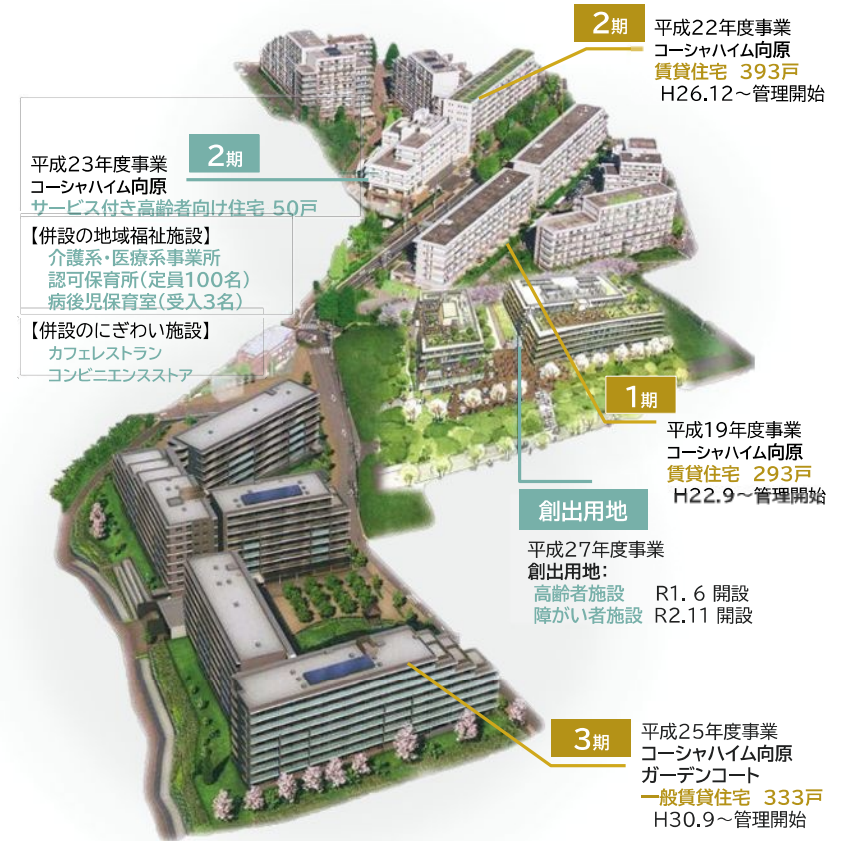 2期
平成22年度事業
コーシャハイム向原
賃貸住宅 393戸
H26.12～管理開始
2期
平成23年度事業
コーシャハイム向原
サービス付き高齢者向け住宅 50戸
【併設の地域福祉施設】
介護系・医療系事業所
認可保育所(定員100名)
病後児保育室(受入3名)
【併設のにぎわい施設】
カフェレストラン
コンビニエンスストア
1期
平成19年度事業
コーシャハイム向原
賃貸住宅 293戸
H22.9～管理開始
創出用地
平成27年度事業
創出用地：
高齢者施設 R1. 6 開設
障がい者施設 R2.11 開設
3期
平成25年度事業
コーシャハイム向原
ガーデンコート
一般賃貸住宅 333戸
H30.9～管理開始